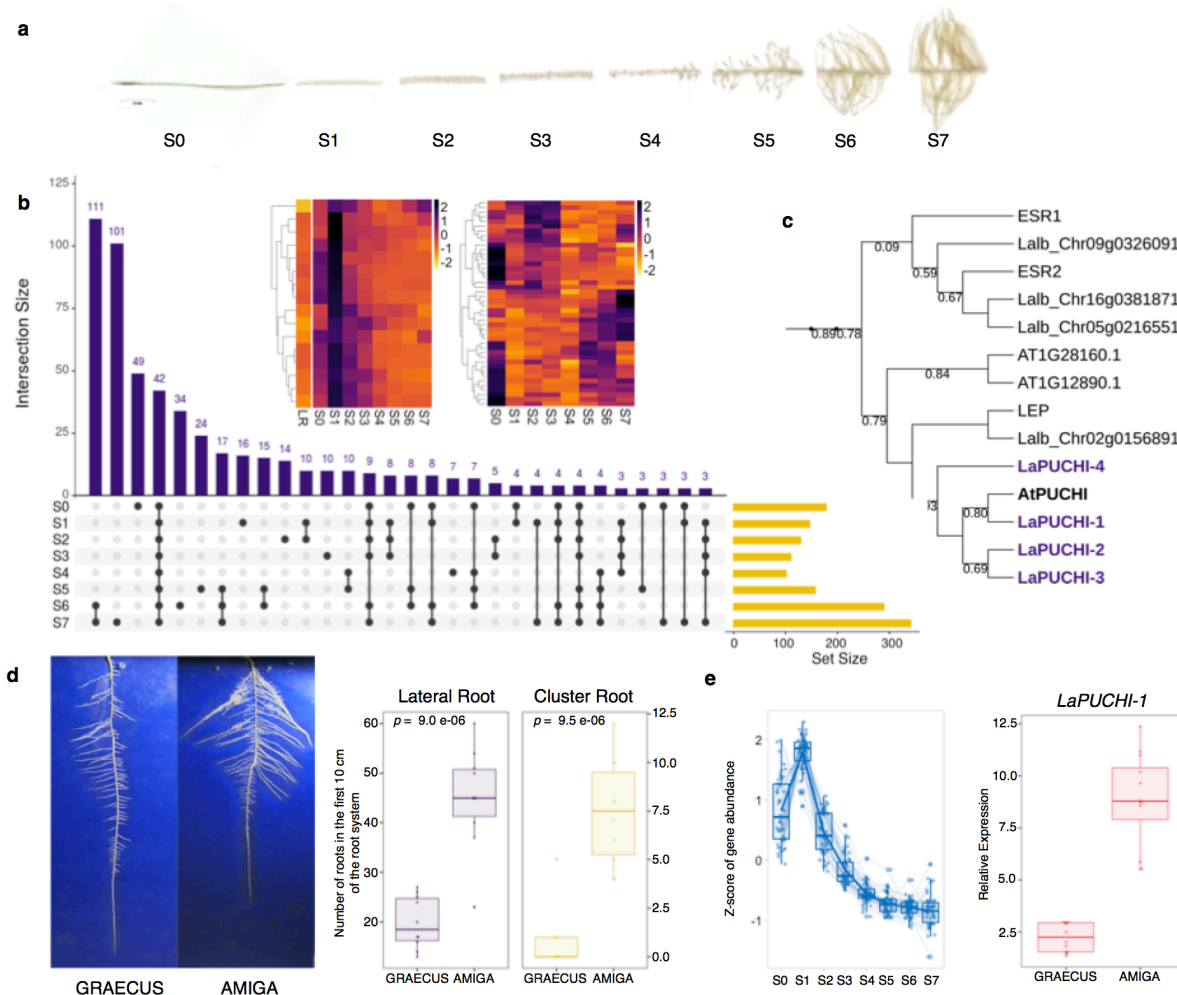 a
S0 S1 S2 S3 S4 S5 S6 S7
b
Intersection Size
125
100
75
50
25
0
111 101 49 42 34 24 17 16 15 14 10 10 10 9 8 8 8 7 7 5 4 4 4 4 4 3 3 3 3 3
2
1
0
-1
-2
LR S0 S1 S2 S3 S4 S5 S6 S7
2
1
0
-1
-2
S0 S1 S2 S3 S4 S5 S6 S7
S0
S1
S2
S3
S4
S5
S6
S7
0 100 200 300
Set Size
c
ESR1
Lalb_Chr09g0326091
ESR2
Lalb_Chr16g0381871
Lalb_Chr05g0216551
AT1G28160.1
AT1G12890.1
LEP
Lalb_Chr02g0156891
LaPUCHI-4
AtPUCHI
LaPUCHI-1
LaPUCHI-2
LaPUCHI-3
0.09
0.59
0.67
0.89 0.78
0.84
0.79
0.80
0.69
d
GRAECUS AMIGA
Lateral Root
p = 9.0 e-06
Number of roots in the first 10 cm
of the root system
60
50
40
30
20
GRAECUS AMIGA
Cluster Root
p = 9.5 e-06
12.5
10.0
7.5
5.0
2.5
0.0
GRAECUS AMIGA
e
Z-score of gene abundance
2
1
0
-1
S0 S1 S2 S3 S4 S5 S6 S7
LaPUCHI-1
Relative Expression
12.5
10.0
7.5
5.0
2.5
GRAECUS AMIGA